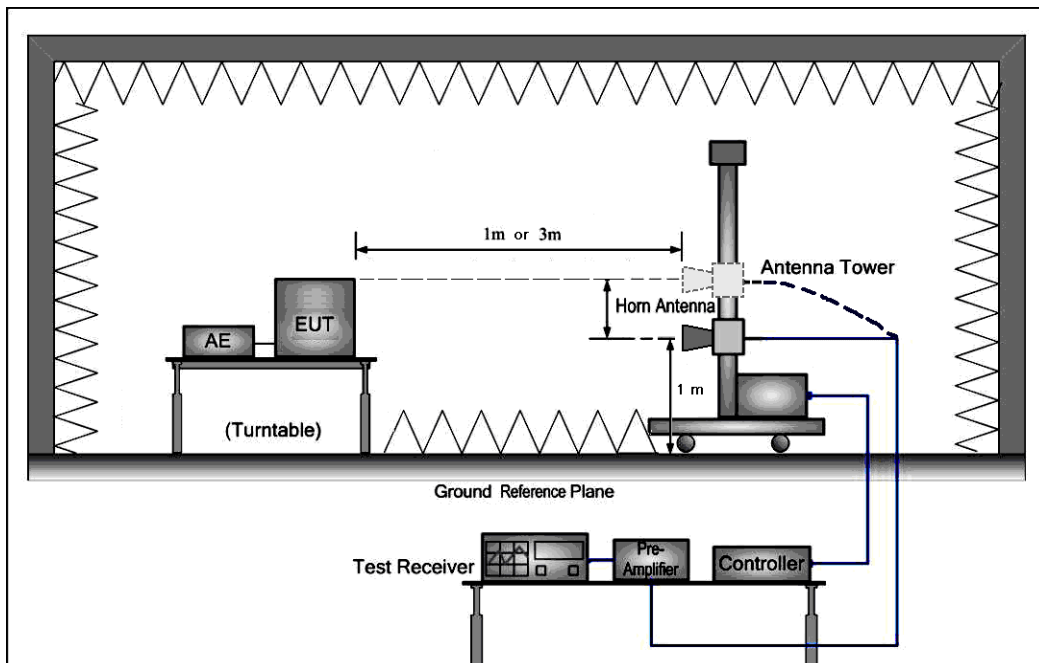 1m or 3m
Antenna Tower
Horn Antenna
EUT
AE
1 m
(Turntable)
Ground Reference Plane
Test Receiver
Pre-
Amplifier
Controller